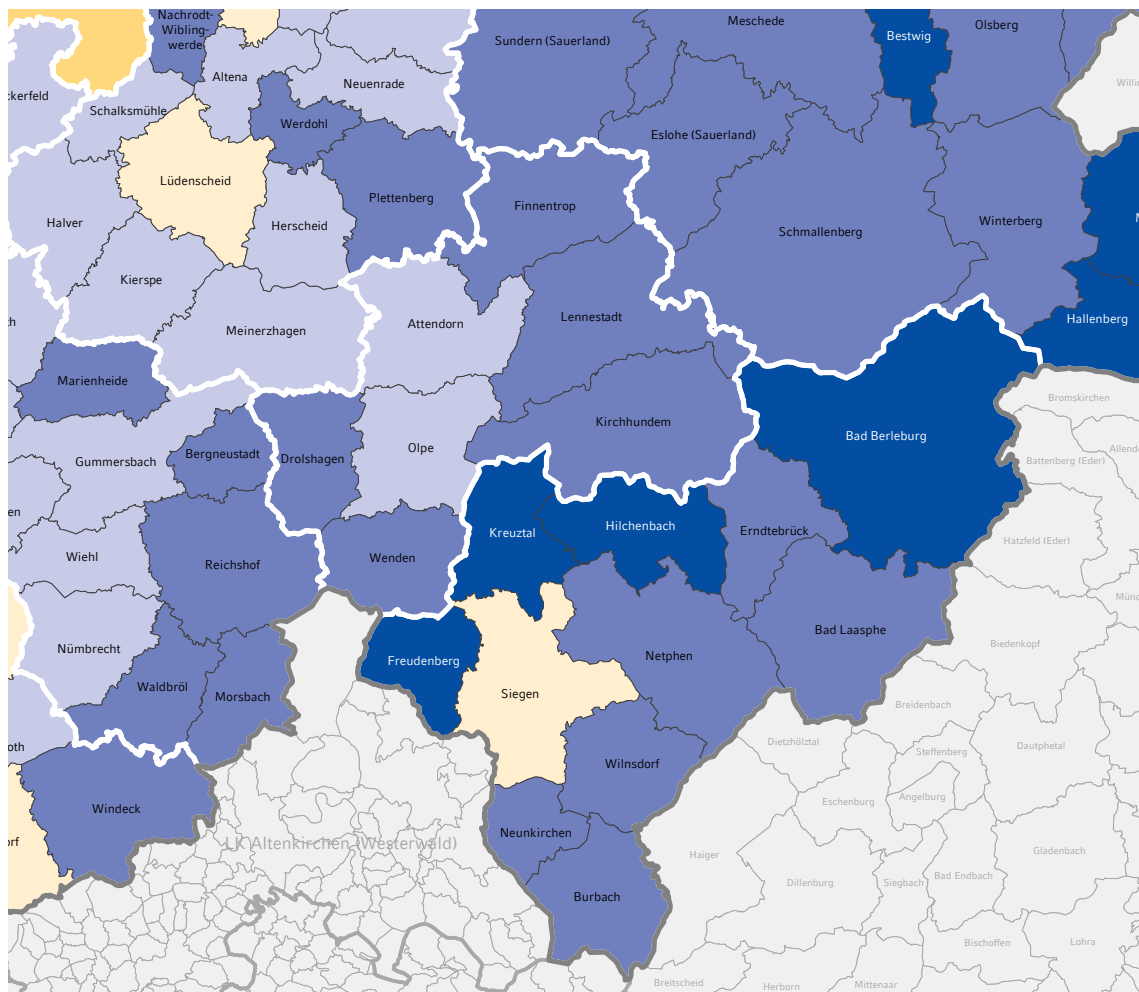 Nachrodt-
Wibling-
werde
Meschede
Olsberg
Bestwig
Sundern (Sauerland)
Altena
Neuenrade
ckerfeld
Schalksmühle
Werdohl
Eslohe (Sauerland)
Lüdenscheid
Plettenberg
Finnentrop
Halver
Herscheid
Schmallenberg
Winterberg
Kierspe
Meinerzhagen
Attendorn
Lennestadt
Hallenberg
Marienheide
Bromskirchen
Kirchhundem
Bad Berleburg
Olpe
Bergneustadt
Drolshagen
Gummersbach
Battenberg (Eder)
en
Kreuztal
Hilchenbach
Erndtebrück
Hatzfeld (Eder)
Wiehl
Reichshof
Wenden
Bad Laasphe
Biedenkopf
Nümbrecht
Freudenberg
Siegen
Netphen
Waldbröl
Morsbach
Breidenbach
oth
Dietzhölztal
Steffenberg
Dautphetal
Wilnsdorf
Windeck
Eschenburg
Angelburg
Neunkirchen
orf
LK Altenkirchen (Westerwald)
Haiger
Gladenbach
Dillenburg
Siegbach
Bad Endbach
Burbach
Bischoffen
Lohra
Breitscheid
Herborn
Mittenaar